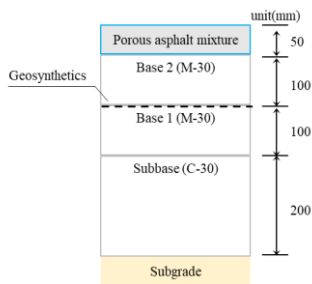 unit(mm)
Porous asphalt mixture
50
Base 2 (M-30)
Geosynthetics
100
Base 1 (M-30)
100
Subbase (C-30)
200
Subgrade